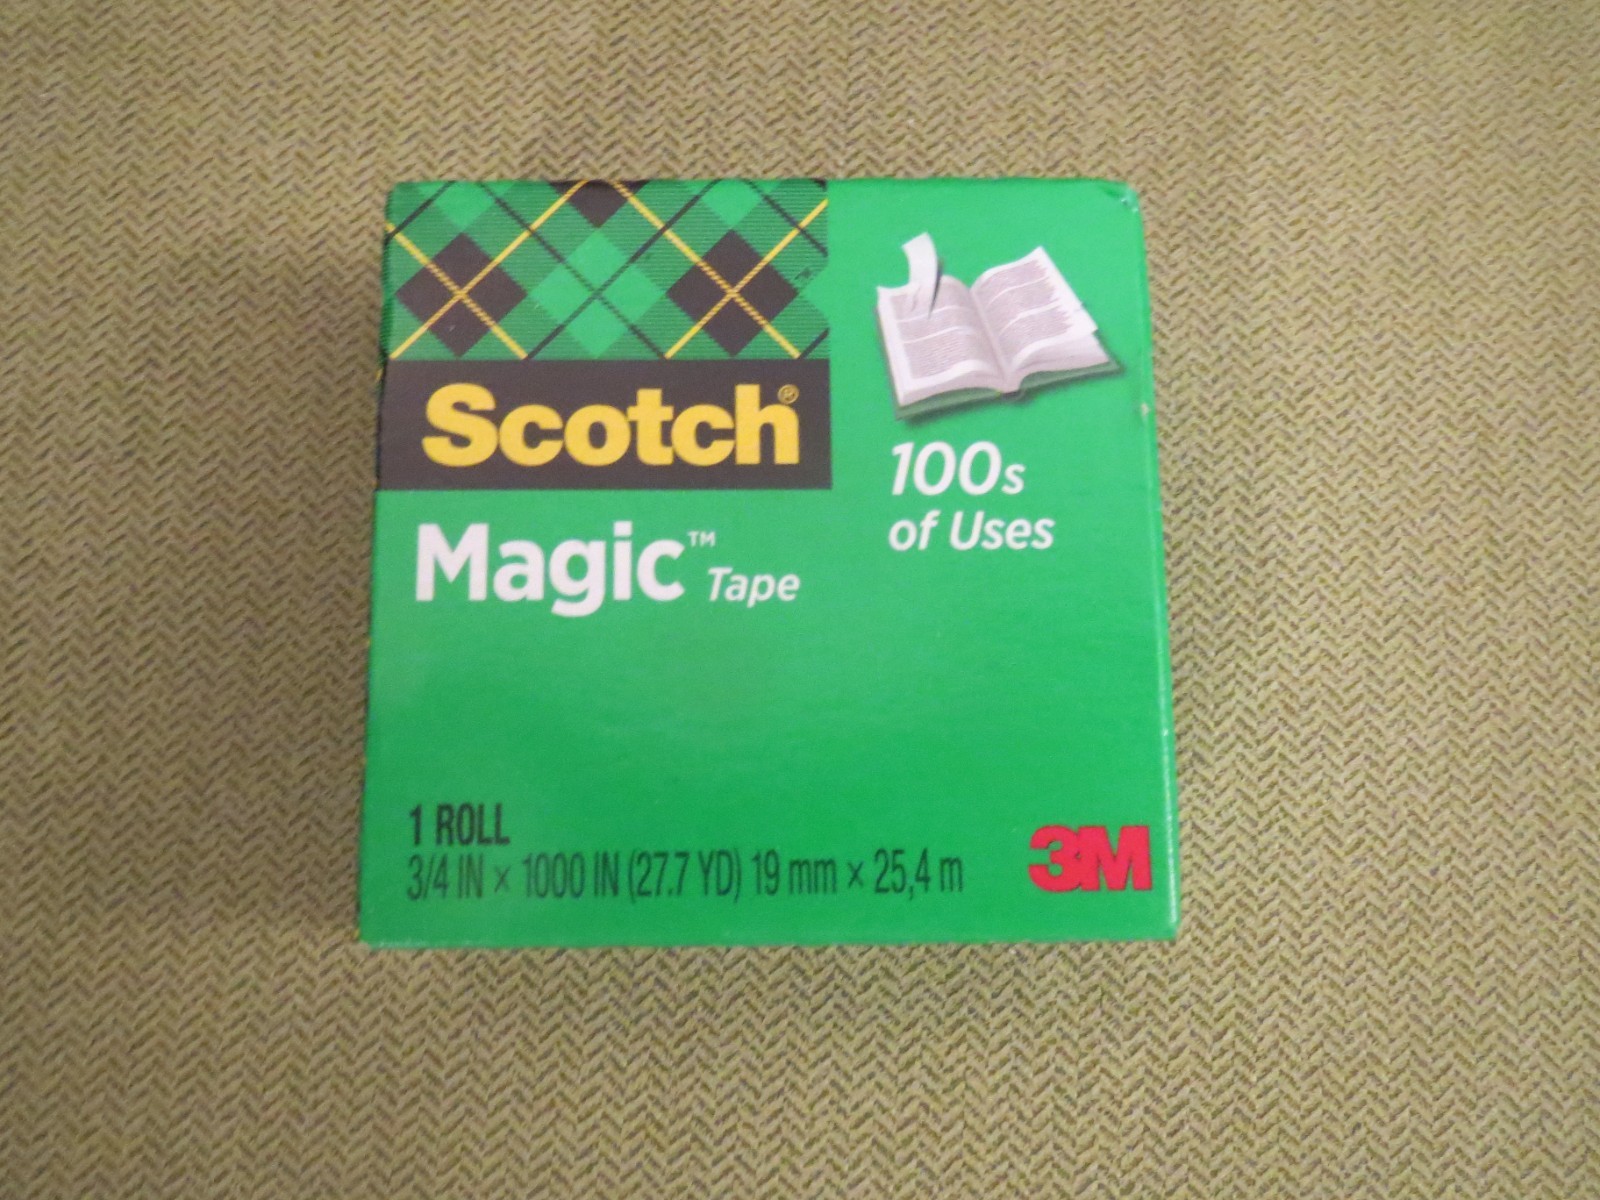 Scotch®
Magic™ Tape
100s
of Uses
1 ROLL
3/4 IN × 1000 IN (27.7 YD) 19 mm × 25,4 m
3M